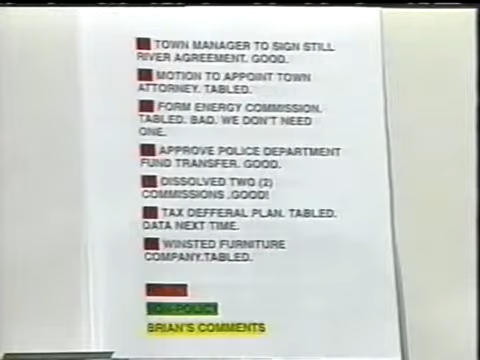 TOWN MANAGER TO SIGN STILL
RIVER AGREEMENT. GOOD.
MOTION TO APPOINT TOWN
ATTORNEY. TABLED.
FORM ENERGY COMMISSION.
TABLED. BAD. WE DON'T NEED
ONE.
APPROVE POLICE DEPARTMENT
FUND TRANSFER. GOOD.
DISSOLVED TWO (2)
COMMISSIONS .GOOD!
TAX DEFFERAL PLAN. TABLED.
DATA NEXT TIME.
WINSTED FURNITURE
COMPANY.TABLED.
NON-POLICY
BRIAN'S COMMENTS